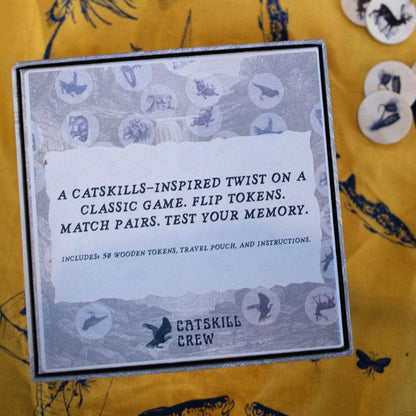 A CATSKILLS-INSPIRED TWIST ON A
CLASSIC GAME. FLIP TOKENS.
MATCH PAIRS. TEST YOUR MEMORY.
INCLUDES: 50 WOODEN TOKENS, TRAVEL POUCH, AND INSTRUCTIONS.
CATSKILL
CREW